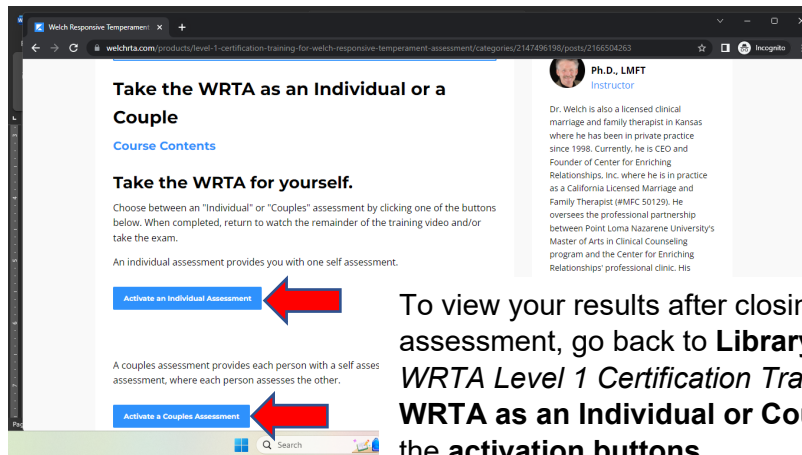 Welch Responsive Temperament
welchrta.com/products/level-1-certification-training-for-welch-responsive-temperament-assessment/categories/2147496198/posts/2166504263
Incognito
Take the WRTA as an Individual or a
Couple
Course Contents
Take the WRTA for yourself.
Choose between an "Individual" or "Couples" assessment by clicking one of the buttons
below. When completed, return to watch the remainder of the training video and/or
take the exam.
An individual assessment provides you with one self assessment.
Activate an Individual Assessment
A couples assessment provides each person with a self
assessment, where each person assesses the other.
Activate a Couples Assessment
Search
Ph.D., LMFT
Instructor
Dr. Welch is also a licensed clinical
marriage and family therapist in Kansas
where he has been in private practice
since 1998. Currently, he is CEO and
Founder of Center for Enriching
Relationships, Inc. where he is in practice
as a California Licensed Marriage and
Family Therapist (#MFC 50129). He
oversees the professional partnership
between Point Loma Nazarene University's
Master of Arts in Clinical Counseling
program and the Center for Enriching
Relationships' professional clinic. His
To view your results after
assessment, go back to Library
WRTA Level 1 Certification
WRTA as an Individual or
the activation buttons